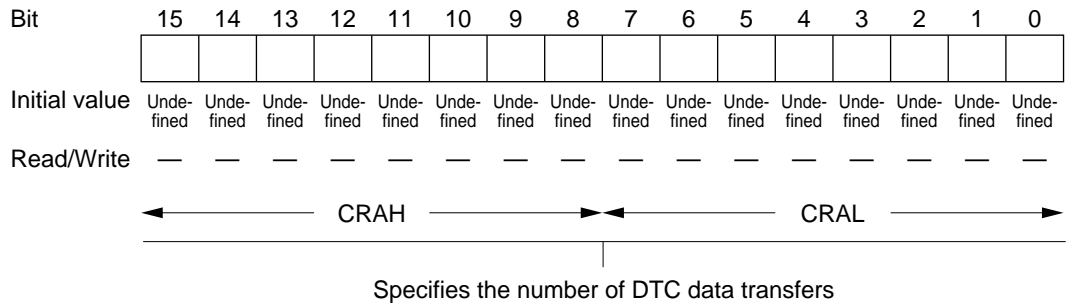 Bit 15 14 13 12 11 10 9 8 7 6 5 4 3 2 1 0
Initial value Unde- Unde- Unde- Unde- Unde- Unde- Unde- Unde- Unde- Unde- Unde- Unde- Unde- Unde- Unde- Unde-
fined fined fined fined fined fined fined fined fined fined fined fined fined fined fined fined
Read/Write — — — — — — — — — — — — — — — —
CRAH CRAL
Specifies the number of DTC data transfers